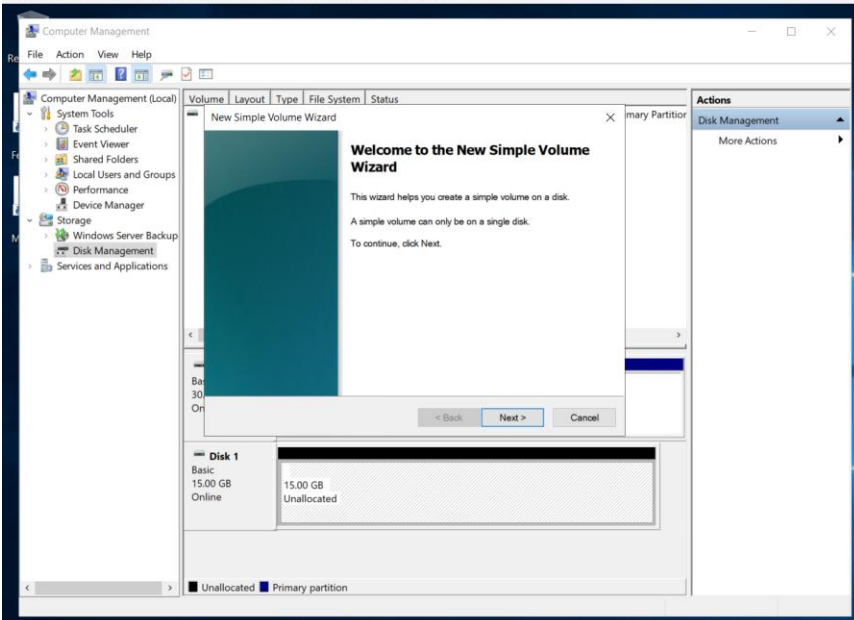 Computer Management
File Action View Help
Computer Management (Local)
System Tools
Task Scheduler
Event Viewer
Shared Folders
Local Users and Groups
Performance
Device Manager
Storage
Windows Server Backup
Disk Management
Services and Applications
Volume Layout Type File System Status
mary Partitior
New Simple Volume Wizard
Welcome to the New Simple Volume
Wizard
This wizard helps you create a simple volume on a disk.
A simple volume can only be on a single disk.
To continue, click Next.
< Back Next > Cancel
Ba
30.
On
Disk 1
Basic
15.00 GB
Online
15.00 GB
Unallocated
Unallocated Primary partition
Actions
Disk Management
More Actions